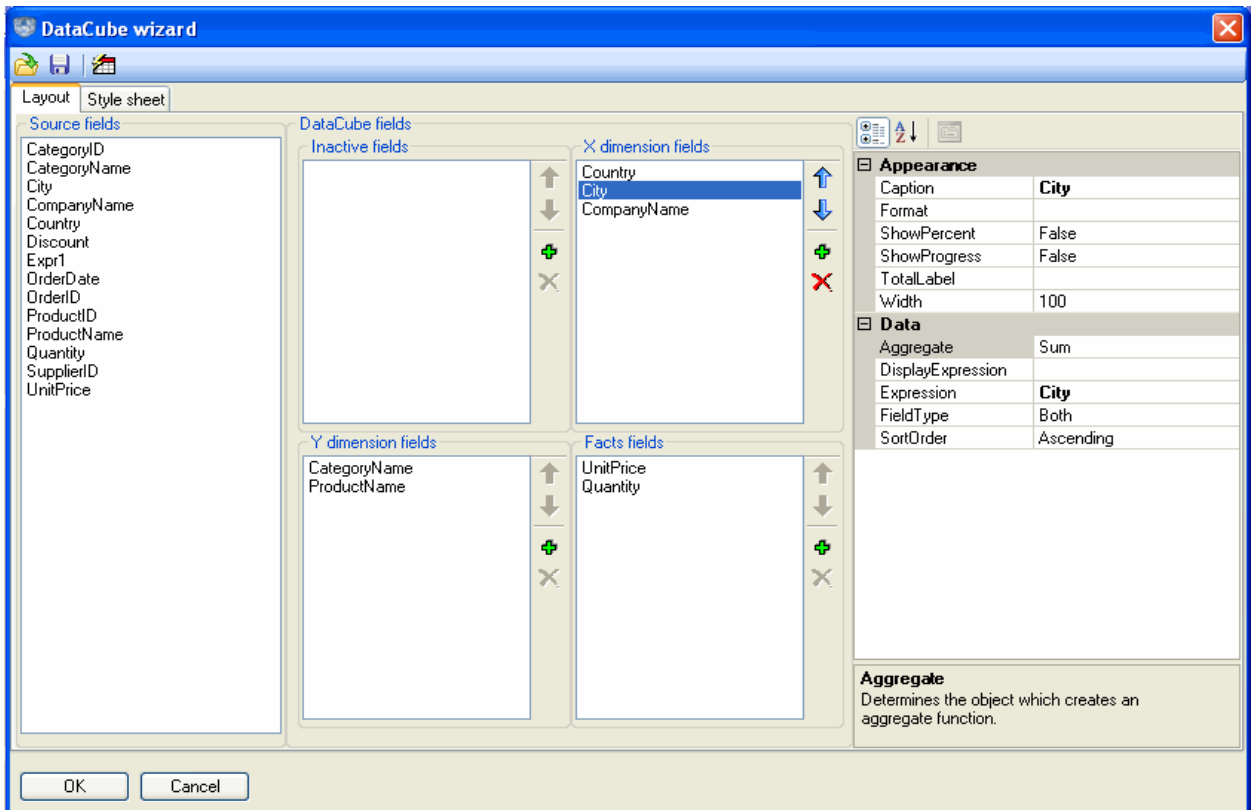 DataCube wizard
Layout Style sheet
Source fields
CategoryID
CategoryName
City
CompanyName
Country
Discount
Expr1
OrderDate
OrderID
ProductID
ProductName
Quantity
SupplierID
UnitPrice
DataCube fields
Inactive fields
X dimension fields
Country
City
CompanyName
Y dimension fields
CategoryName
ProductName
Facts fields
UnitPrice
Quantity
Appearance
Caption City
Format
ShowPercent False
ShowProgress False
TotalLabel
Width 100
Data
Aggregate Sum
DisplayExpression
Expression City
FieldType Both
SortOrder Ascending
Aggregate
Determines the object which creates an
aggregate function.
OK Cancel